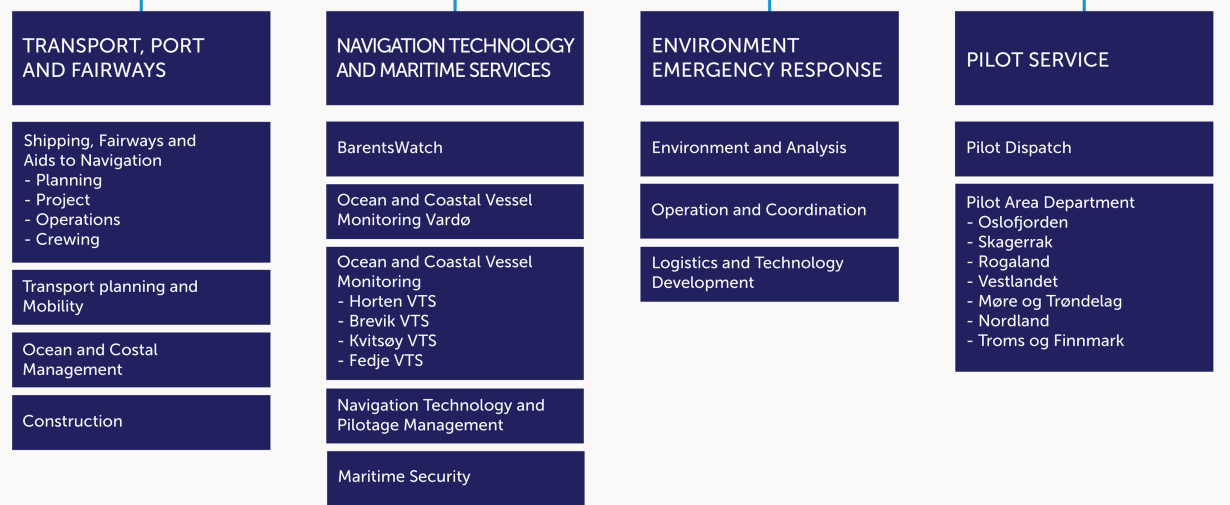 TRANSPORT, PORT
AND FAIRWAYS
Shipping, Fairways and
Aids to Navigation
- Planning
- Project
- Operations
- Crewing
Transport planning and
Mobility
Ocean and Costal
Management
Construction
NAVIGATION TECHNOLOGY
AND MARITIME SERVICES
BarentsWatch
Ocean and Coastal Vessel
Monitoring Vardø
Ocean and Coastal Vessel
Monitoring
- Horten VTS
- Brevik VTS
- Kvitsøy VTS
- Fedje VTS
Navigation Technology and
Pilotage Management
Maritime Security
ENVIRONMENT
EMERGENCY RESPONSE
Environment and Analysis
Operation and Coordination
Logistics and Technology
Development
PILOT SERVICE
Pilot Dispatch
Pilot Area Department
- Oslofjorden
- Skagerrak
- Rogaland
- Vestlandet
- Møre og Trøndelag
- Nordland
- Troms og Finnmark